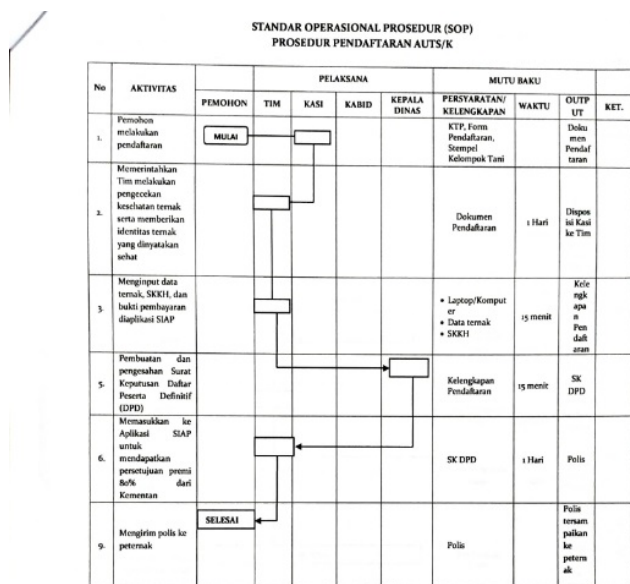 STANDAR OPERASIONAL PROSEDUR (SOP)
PROSEDUR PENDAFTARAN AUTS/K
No AKTIVITAS PELAKSANA MUTU BAKU KET.
PEMOHON TIM KASI KABID KEPALA DINAS PERSYARATAN/ KELENGKAPAN WAKTU OUTP UT
1.
Pemohon
melakukan
pendaftaran
MULAI
KTP, Form
Pendaftaran,
Stempel
Kelompok Tani
Doku
men
Pendaf
taran
2.
Memerintahkan
Tim melakukan
pengecekan
kesehatan ternak
serta memberikan
identitas ternak
yang dinyatakan
sehat
Dokumen
Pendaftaran
1 Hari
Dispos
isi Kasi
ke Tim
3.
Menginput data
ternak, SKKH, dan
bukti pembayaran
diaplikasi SIAP
• Laptop/Komput
er
• Data ternak
• SKKH
15 menit
Kele
ngk
apa
n
Pen
daft
aran
5.
Pembuatan dan
pengesahan Surat
Keputusan Daftar
Peserta Definitif
(DPD)
Kelengkapan
Pendaftaran
15 menit
SK
DPD
6.
Memasukkan ke
Aplikasi SIAP
untuk
mendapatkan
persetujuan premi
80% dari
Kementan
SK DPD
1 Hari
Polis
9.
Mengirim polis ke
peternak
SELESAI
Polis
Polis
tersam
paikan
ke
petern
ak